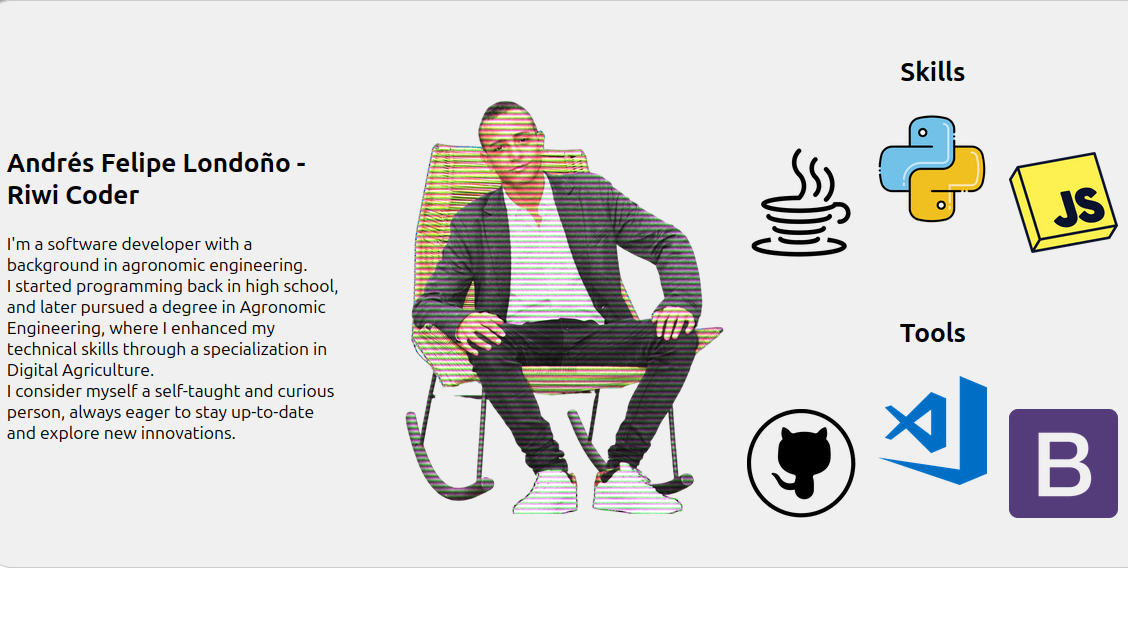 Andrés Felipe Londoño -
Riwi Coder
I'm a software developer with a
background in agronomic engineering.
I started programming back in high school,
and later pursued a degree in Agronomic
Engineering, where I enhanced my
technical skills through a specialization in
Digital Agriculture.
I consider myself a self-taught and curious
person, always eager to stay up-to-date
and explore new innovations.
Skills
JS
Tools
B